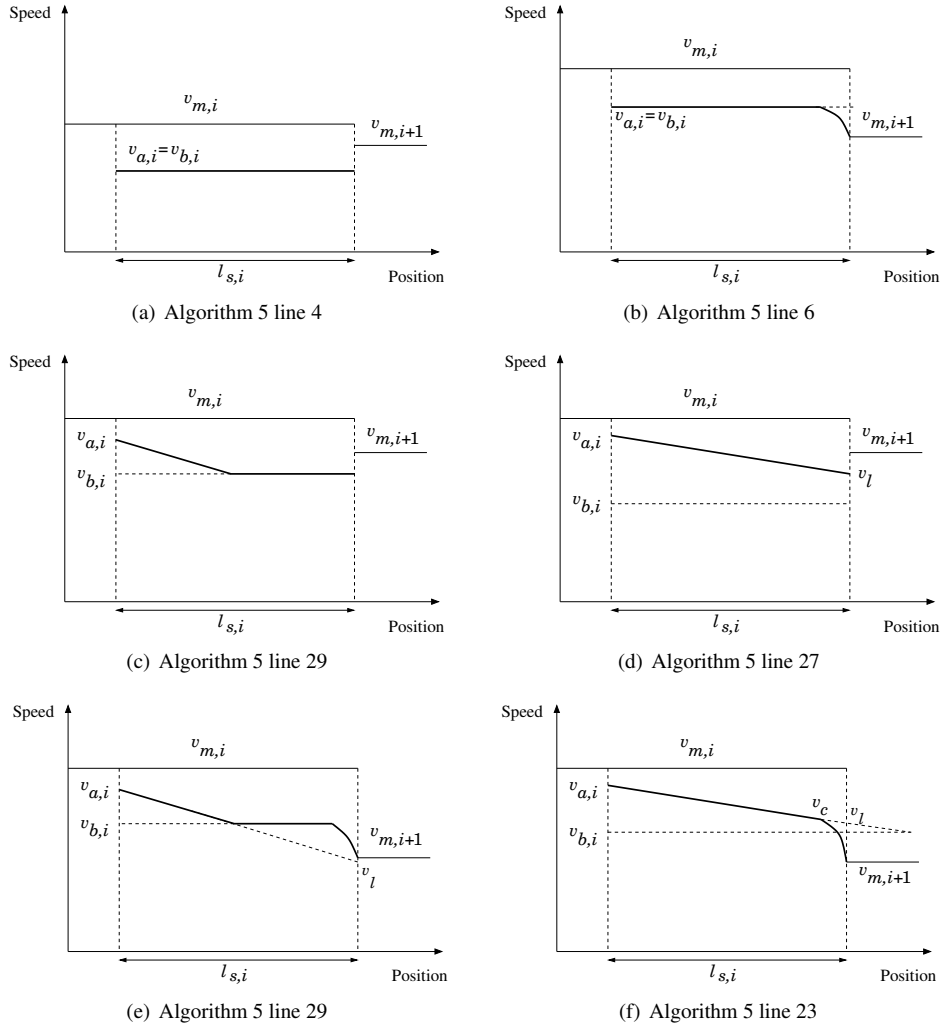 Speed
v_{m,i}
v_{m,i+1}
v_{a,i}=v_{b,i}
l_{s,i}
Position
(a) Algorithm 5 line 4
Speed
v_{m,i}
v_{a,i}=v_{b,i}
v_{m,i+1}
l_{s,i}
Position
(b) Algorithm 5 line 6
Speed
v_{m,i}
v_{a,i}
v_{m,i+1}
v_{b,i}
l_{s,i}
Position
(c) Algorithm 5 line 29
Speed
v_{m,i}
v_{a,i}
v_{m,i+1}
v_l
v_{b,i}
l_{s,i}
Position
(d) Algorithm 5 line 27
Speed
v_{m,i}
v_{a,i}
v_{b,i}
v_{m,i+1}
v_l
l_{s,i}
Position
(e) Algorithm 5 line 29
Speed
v_{m,i}
v_{a,i}
v_c
v_l
v_{b,i}
v_{m,i+1}
l_{s,i}
Position
(f) Algorithm 5 line 23